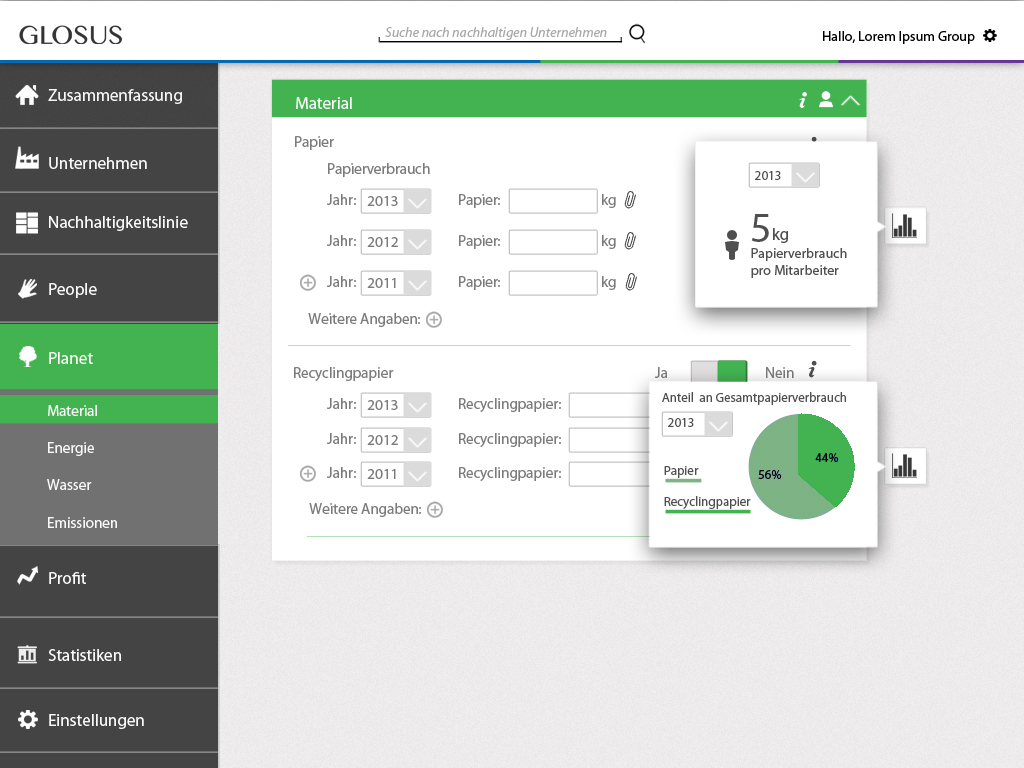 GLOSUS
Suche nach nachhaltigen Unternehmen
Hallo, Lorem Ipsum Group
Zusammenfassung
Unternehmen
Nachhaltigkeitslinie
People
Planet
Material
Energie
Wasser
Emissionen
Profit
Statistiken
Einstellungen
Material
i
Papier
Papierverbrauch
Jahr: 2013 Papier: kg
Jahr: 2012 Papier: kg
Jahr: 2011 Papier: kg
Weitere Angaben:
2013
5 kg
Papierverbrauch
pro Mitarbeiter
Recyclingpapier Ja Nein i
Jahr: 2013 Recyclingpapier:
Jahr: 2012 Recyclingpapier:
Jahr: 2011 Recyclingpapier:
Weitere Angaben:
Anteil an Gesamtpapierverbrauch
2013
Papier
Recyclingpapier
56%
44%